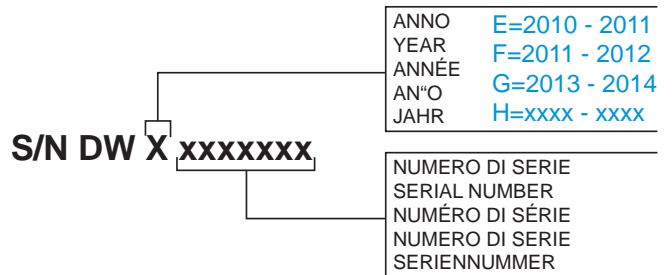 ANNO E=2010 - 2011
YEAR F=2011 - 2012
ANNÉE G=2013 - 2014
AN“O H=xxxx - xxxx
JAHR
S/N DW X xxxxxxx
NUMERO DI SERIE
SERIAL NUMBER
NUMÉRO DI SÉRIE
NUMERO DI SERIE
SERIENNUMMER